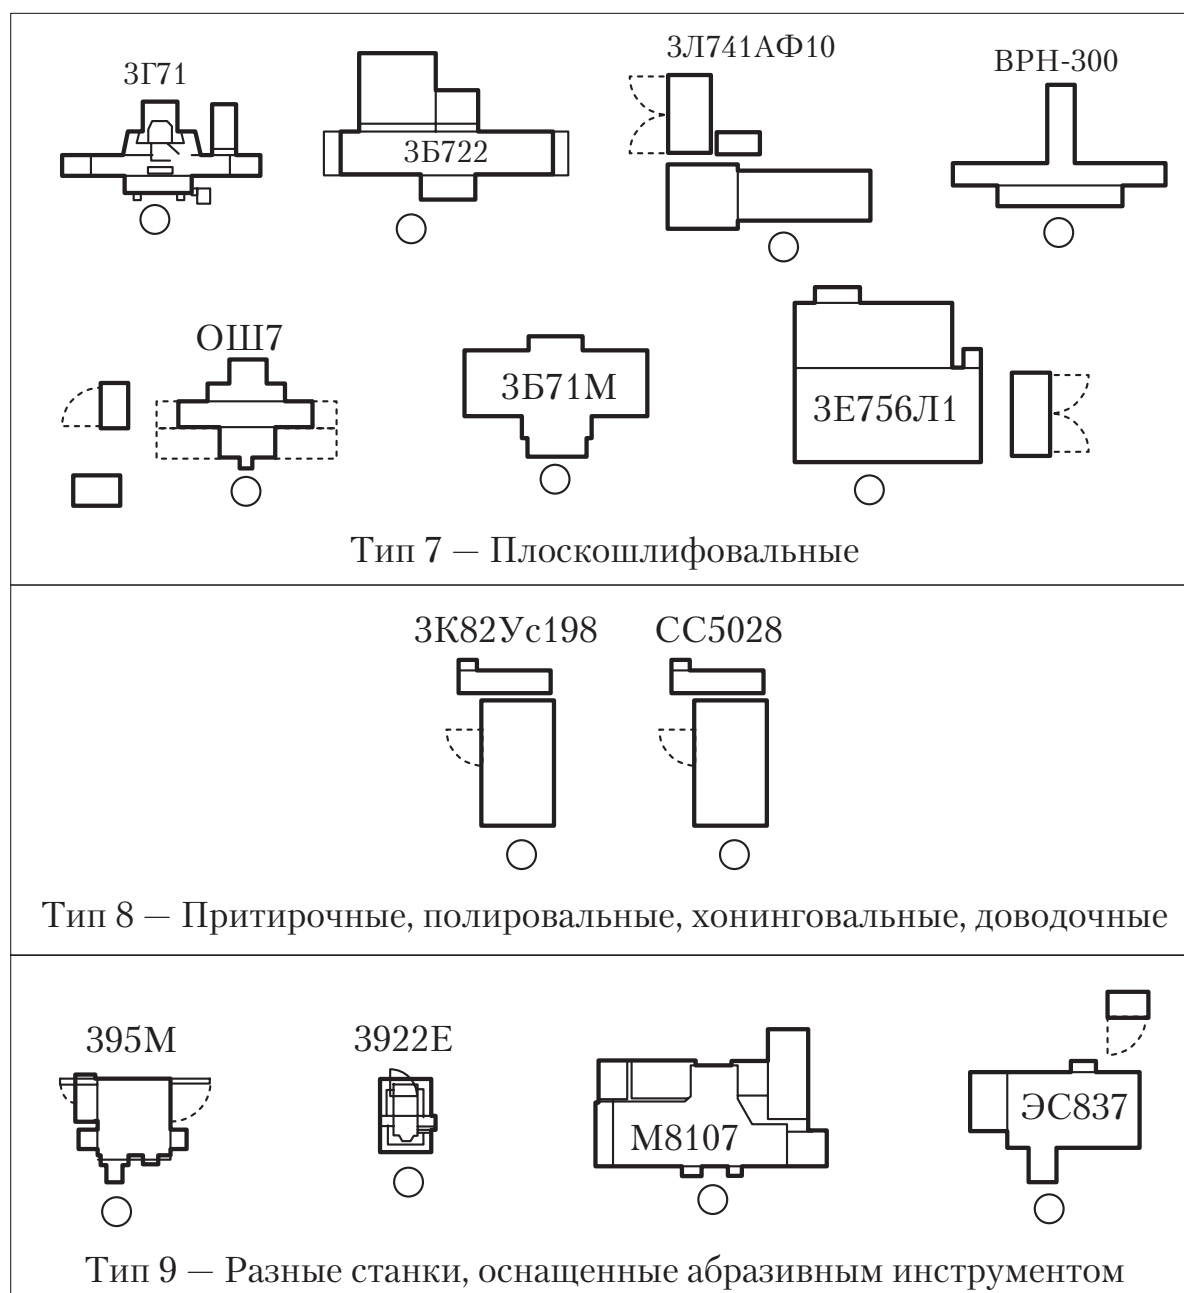 3Г71
3Б722
3Л741АФ10
ВРН-300
ОШ7
3Б71М
3Е756Л1
Тип 7 — Плоскошлифовальные
3К82Ус198
СС5028
Тип 8 — Притирочные, полировальные, хонинговальные, доводочные
395М
3922Е
М8107
ЭС837
Тип 9 — Разные станки, оснащенные абразивным инструментом